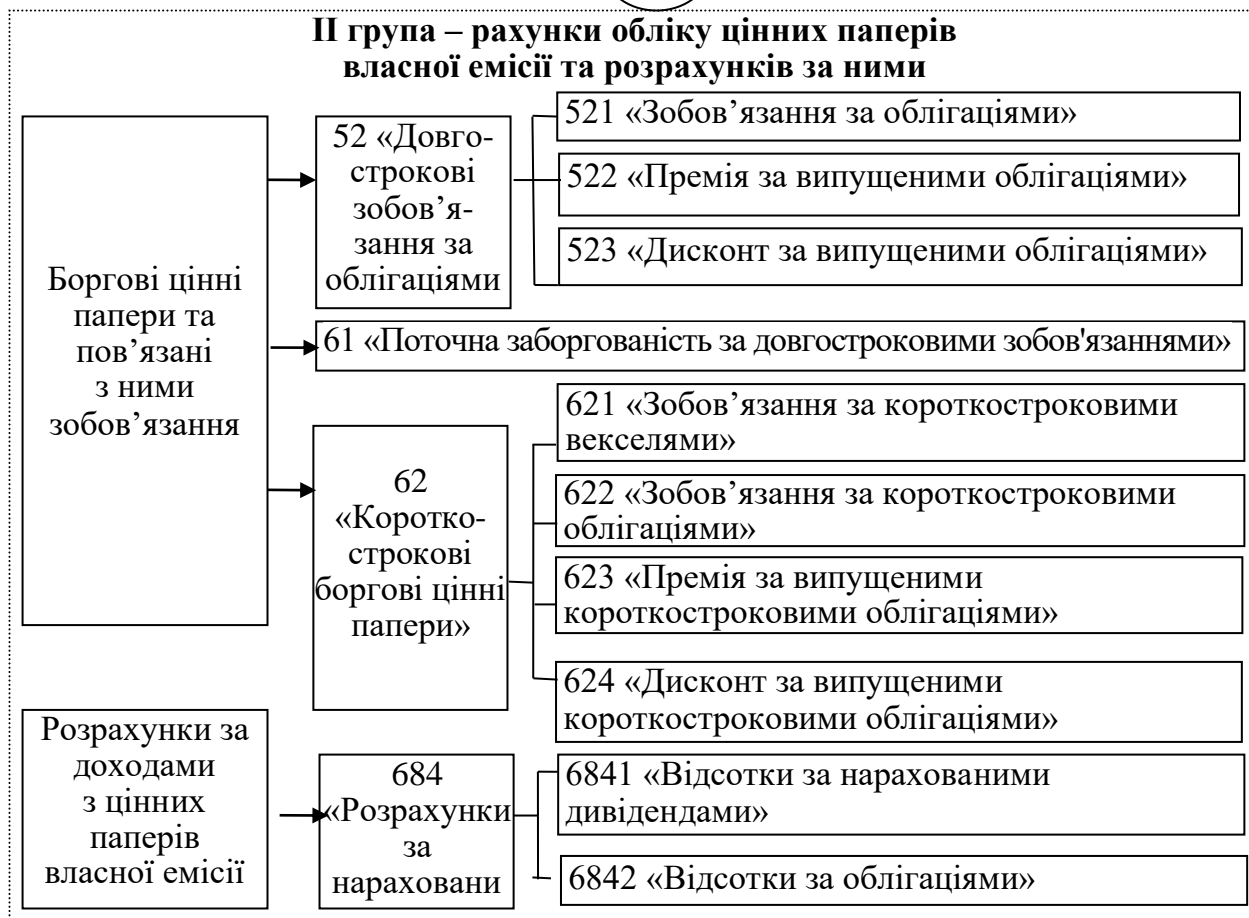 ІІ група – рахунки обліку цінних паперів
власної емісії та розрахунків за ними
Боргові цінні
папери та
пов’язані
з ними
зобов’язання
52 «Довго-
строкові
зобов’я-
зання за
облігаціями
521 «Зобов’язання за облігаціями»
522 «Премія за випущеними облігаціями»
523 «Дисконт за випущеними облігаціями»
61 «Поточна заборгованість за довгостроковими зобов'язаннями»
62
«Коротко-
строкові
боргові цінні
папери»
621 «Зобов’язання за короткостроковими
векселями»
622 «Зобов’язання за короткостроковими
облігаціями»
623 «Премія за випущеними
короткостроковими облігаціями»
624 «Дисконт за випущеними
короткостроковими облігаціями»
Розрахунки за
доходами
з цінних
паперів
власної емісії
684
«Розрахунки
за
нараховани
6841 «Відсотки за нарахованими
дивідендами»
6842 «Відсотки за облігаціями»